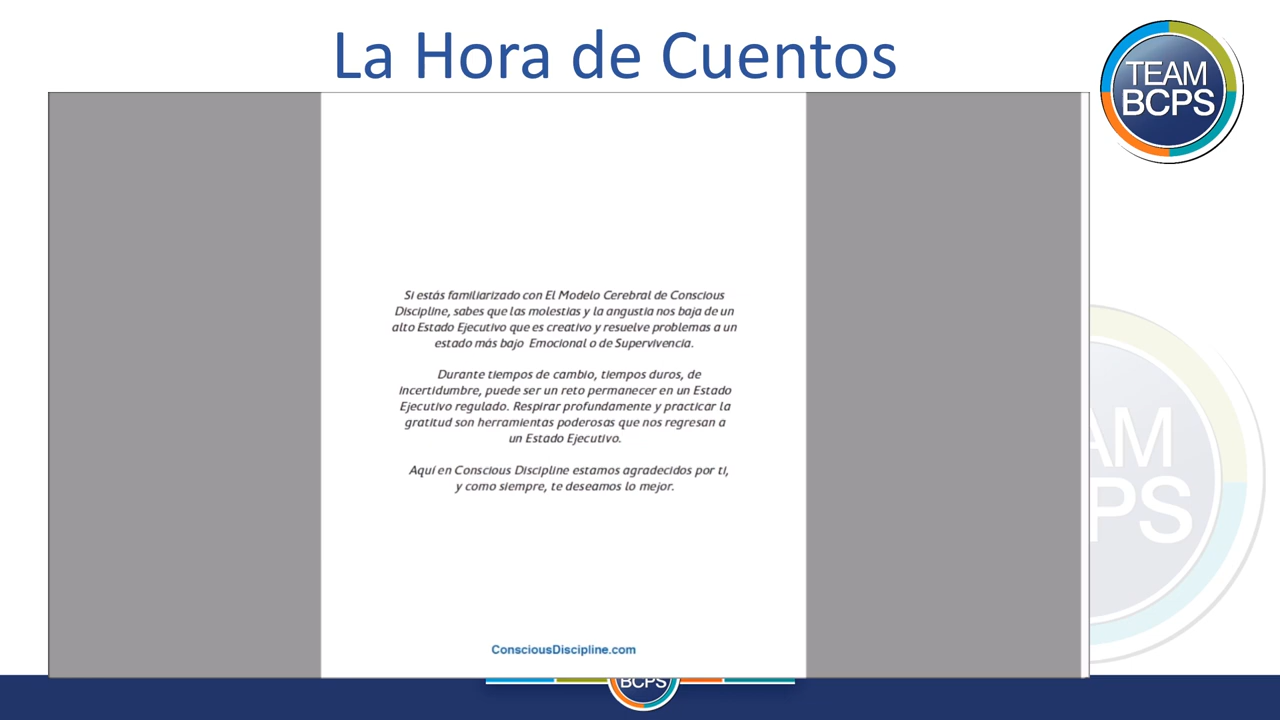 La Hora de Cuentos
TEAM
BCPS
Si estás familiarizado con El Modelo Cerebral de Conscious
Discipline, sabes que las molestias y la angustia nos baja de un
alto Estado Ejecutivo que es creativo y resuelve problemas a un
estado más bajo Emocional o de Supervivencia.
Durante tiempos de cambio, tiempos duros, de
incertidumbre, puede ser un reto permanecer en un Estado
Ejecutivo regulado. Respirar profundamente y practicar la
gratitud son herramientas poderosas que nos regresan a
un Estado Ejecutivo.
Aquí en Conscious Discipline estamos agradecidos por ti,
y como siempre, te deseamos lo mejor.
AM
PS
ConsciousDiscipline.com
BCPS